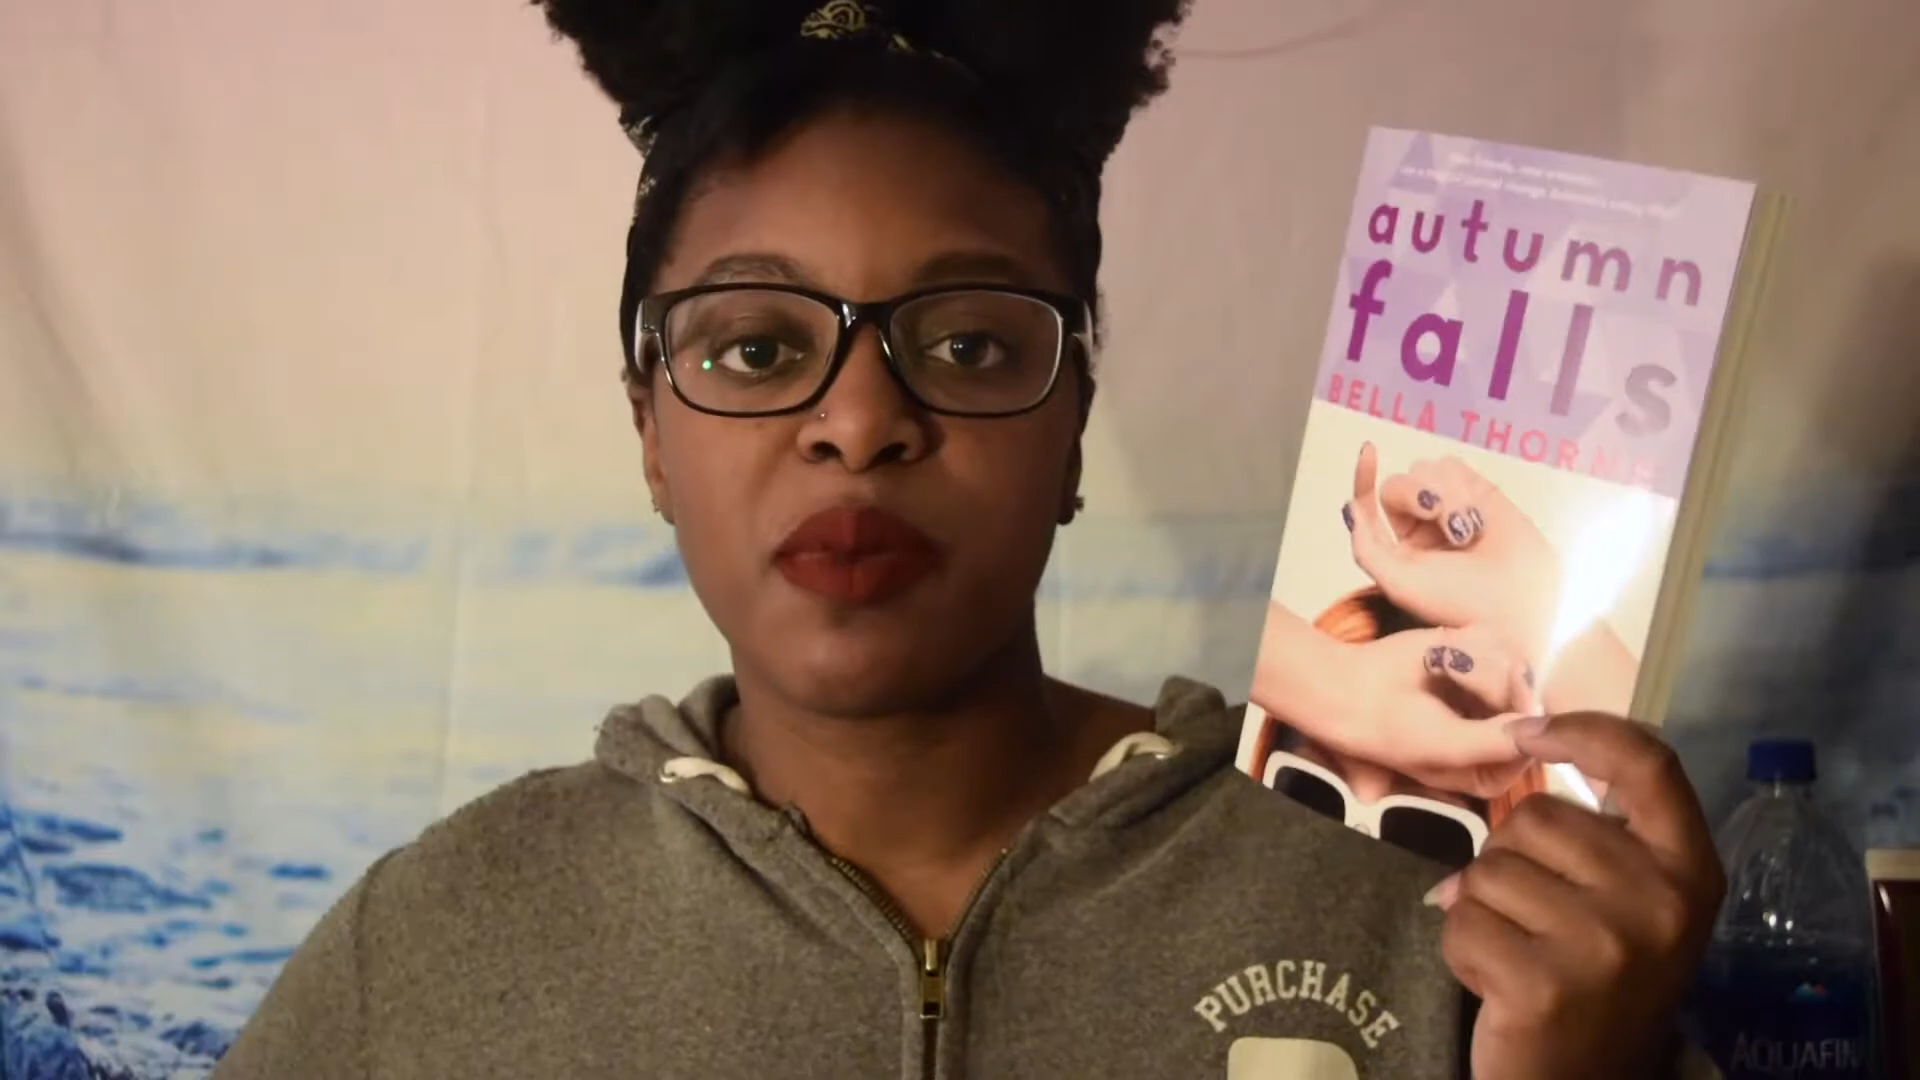 autumn
falls
BELLA THORNE
PURCHASE
AQUAFIN